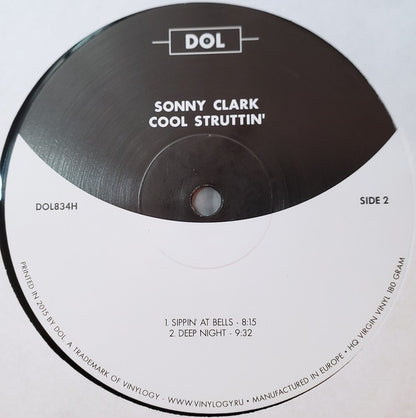 DOL
SONNY CLARK
COOL STRUTTIN'
DOL834H
SIDE 2
1. SIPPIN' AT BELLS - 8:15
2. DEEP NIGHT - 9:32
PRINTED IN 2015 BY DOL. A TRADEMARK OF VINYLOGY - WWW.VINYLOGY.RU • MANUFACTURED IN EUROPE • HQ VIRGIN VINYL 180 GRAM